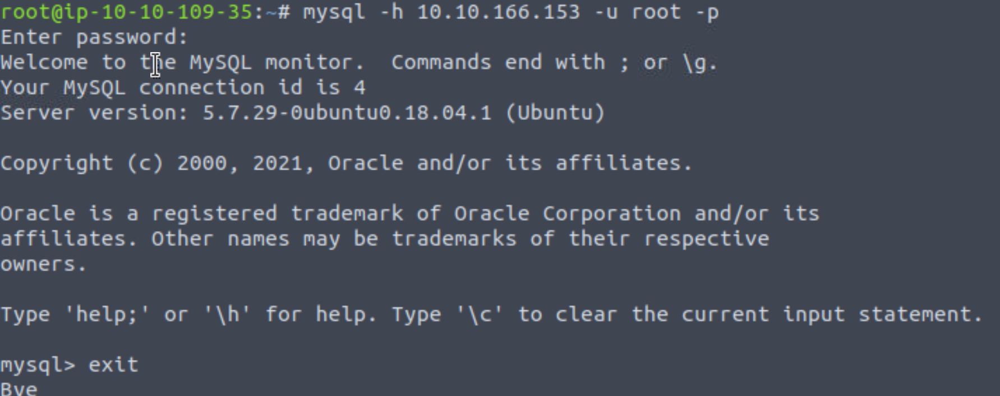 root@ip-10-10-109-35:~# mysql -h 10.10.166.153 -u root -p
Enter password:
Welcome to the MySQL monitor.  Commands end with ; or \g.
Your MySQL connection id is 4
Server version: 5.7.29-0ubuntu0.18.04.1 (Ubuntu)
Copyright (c) 2000, 2021, Oracle and/or its affiliates.
Oracle is a registered trademark of Oracle Corporation and/or its
affiliates. Other names may be trademarks of their respective
owners.
Type 'help;' or '\h' for help. Type '\c' to clear the current input statement.
mysql> exit
Bye